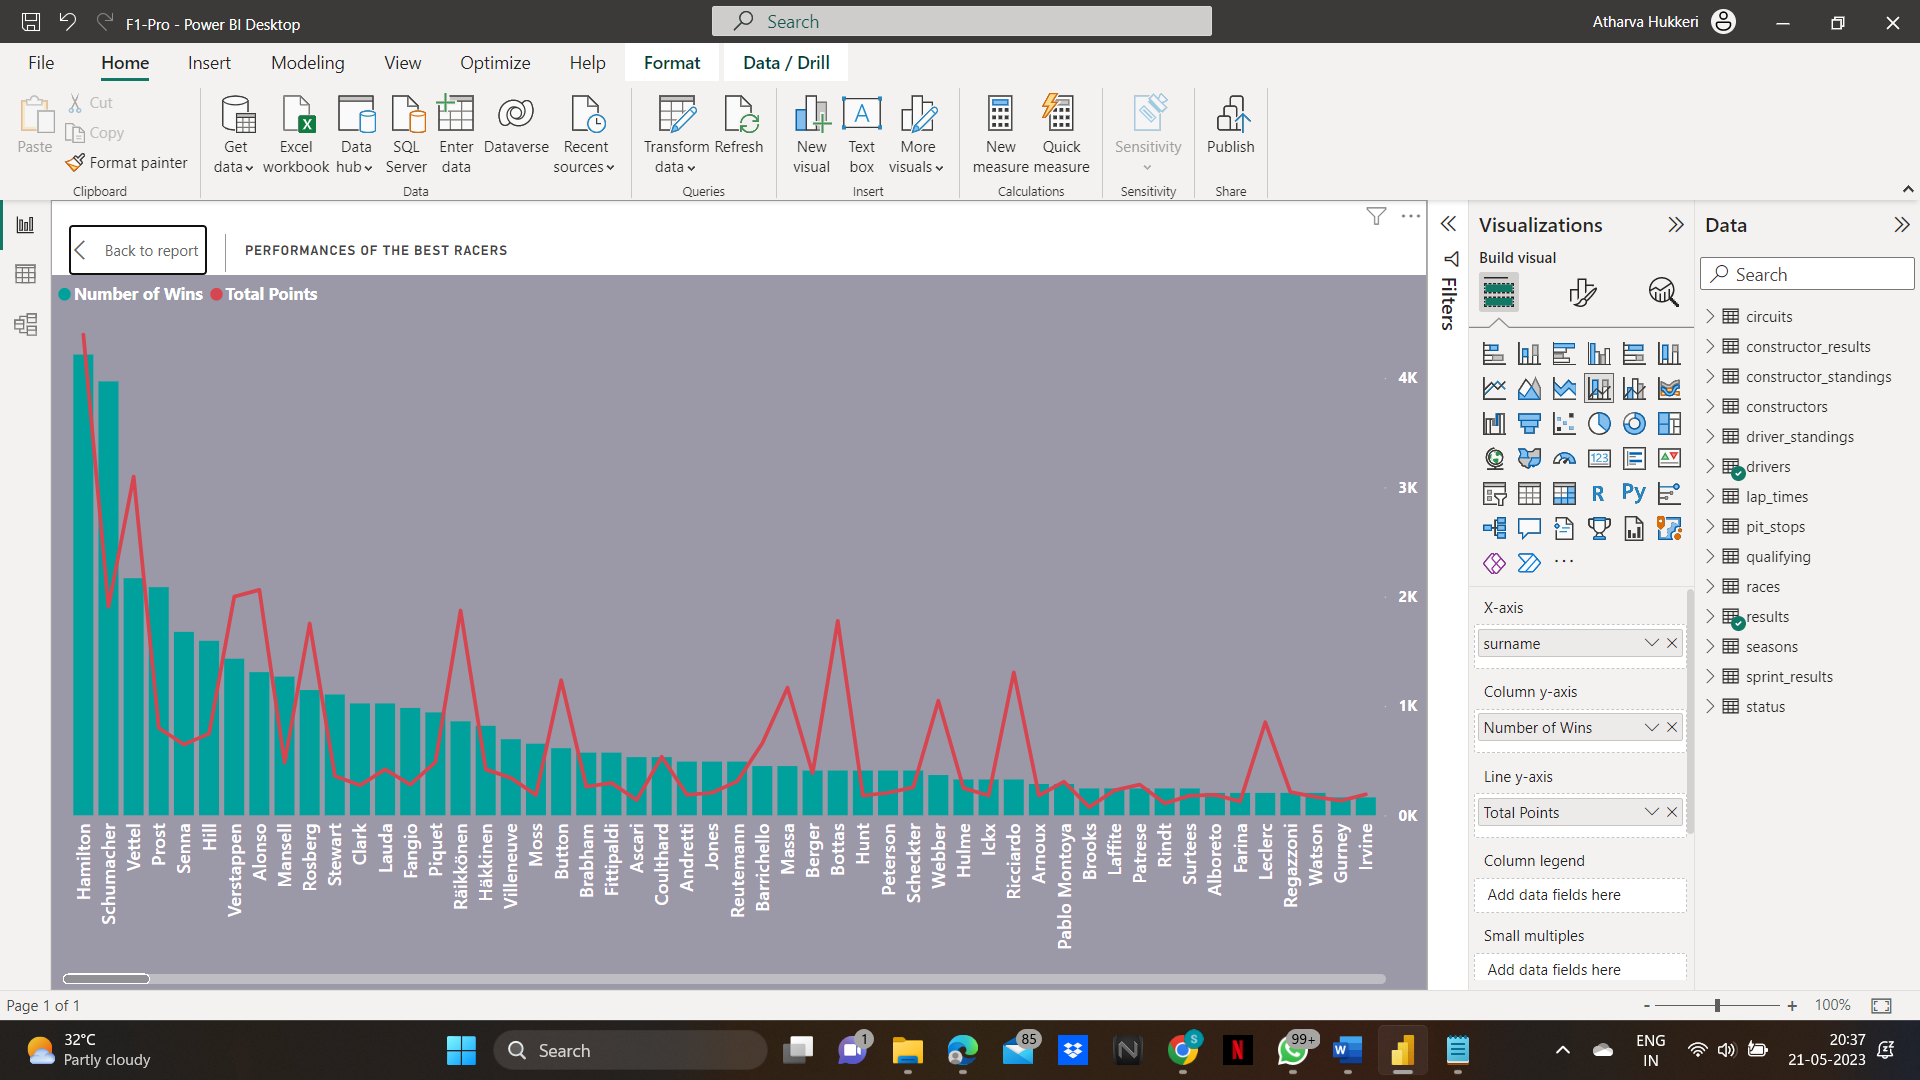 F1-Pro - Power BI Desktop
Search
Atharva Hukkeri
File Home Insert Modeling View Optimize Help Format Data / Drill
Paste
Cut
Copy
Format painter
Clipboard
Get data
Excel workbook
Data hub
SQL Server
Enter data
Dataverse
Recent sources
Data
Transform data
Refresh
Queries
New visual
Text box
More visuals
Insert
New measure
Quick measure
Calculations
Sensitivity
Sensitivity
Publish
Share
Back to report
PERFORMANCES OF THE BEST RACERS
Number of Wins Total Points
4K
3K
2K
1K
0K
Hamilton
Schumacher
Vettel
Prost
Senna
Hill
Verstappen
Alonso
Mansell
Rosberg
Stewart
Clark
Lauda
Fangio
Piquet
Räikkönen
Häkkinen
Villeneuve
Moss
Button
Brabham
Fittipaldi
Ascari
Coulthard
Andretti
Jones
Reutemann
Barrichello
Massa
Berger
Bottas
Hunt
Peterson
Scheckter
Webber
Hulme
Ickx
Ricciardo
Arnoux
Pablo Montoya
Brooks
Laffite
Patrese
Rindt
Surtees
Alboreto
Farina
Leclerc
Regazzoni
Watson
Gurney
Irvine
Filters
Visualizations
Build visual
123
R
Py
X-axis
surname
Column y-axis
Number of Wins
Line y-axis
Total Points
Column legend
Add data fields here
Small multiples
Add data fields here
Data
Search
circuits
constructor_results
constructor_standings
constructors
driver_standings
drivers
lap_times
pit_stops
qualifying
races
results
seasons
sprint_results
status
Page 1 of 1
- + 100%
32°C
Partly cloudy
Search
1
85
N
S
N
99+
W
ENG
IN
20:37
21-05-2023